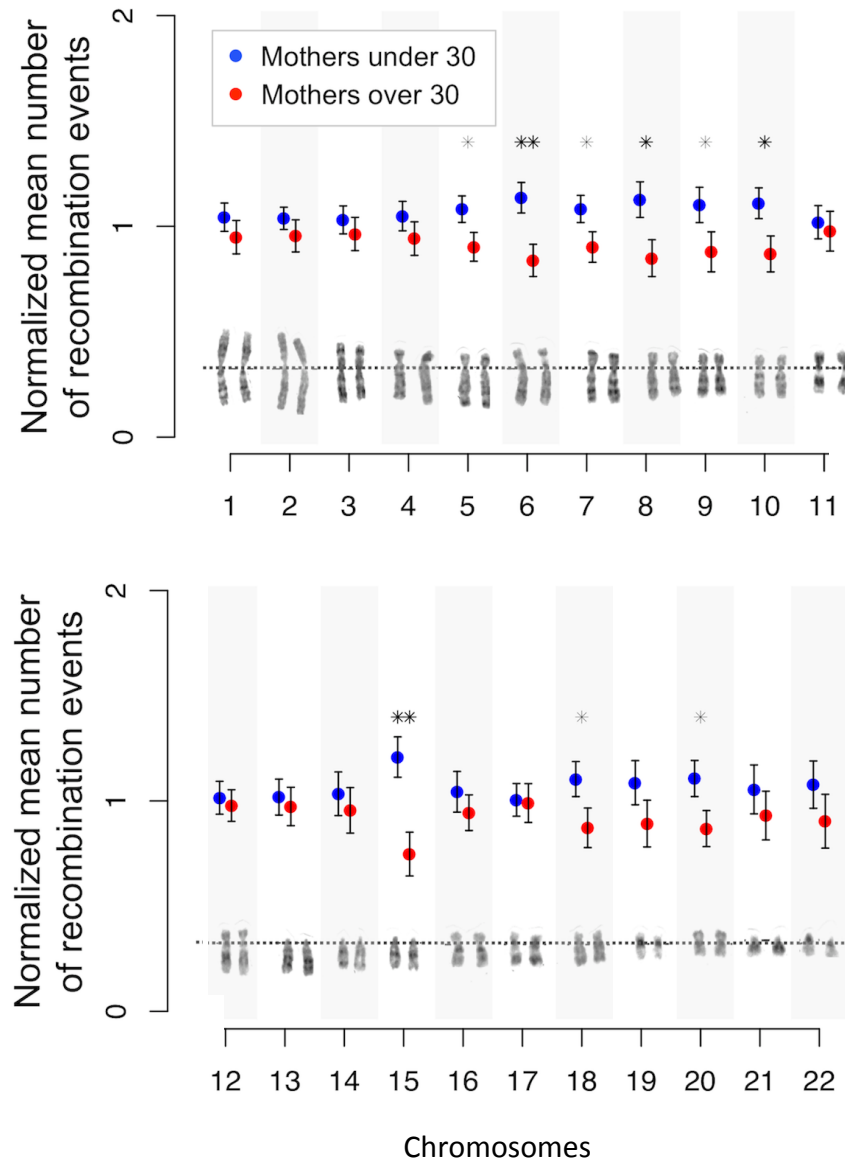 Normalized mean number
of recombination events
2
1
0
Mothers under 30
Mothers over 30
* ** * * * *
1 2 3 4 5 6 7 8 9 10 11
Normalized mean number
of recombination events
2
1
0
** * *
12 13 14 15 16 17 18 19 20 21 22
Chromosomes